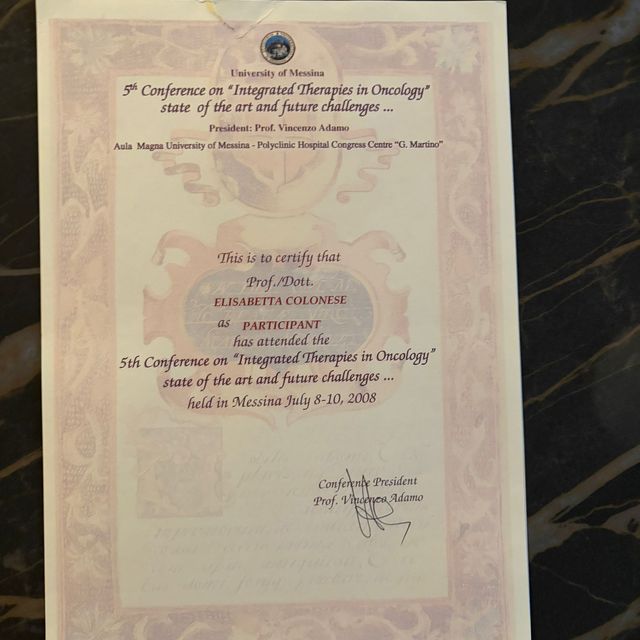 University of Messina
5th Conference on "Integrated Therapies in Oncology"
state of the art and future challenges ...
President: Prof. Vincenzo Adamo
Aula Magna University of Messina - Polyclinic Hospital Congress Centre "G. Martino"
This is to certify that
Prof./Dott.
ELISABETTA COLONESE
as PARTICIPANT
has attended the
5th Conference on "Integrated Therapies in Oncology"
state of the art and future challenges ...
held in Messina July 8-10, 2008
Conference President
Prof. Vincenzo Adamo